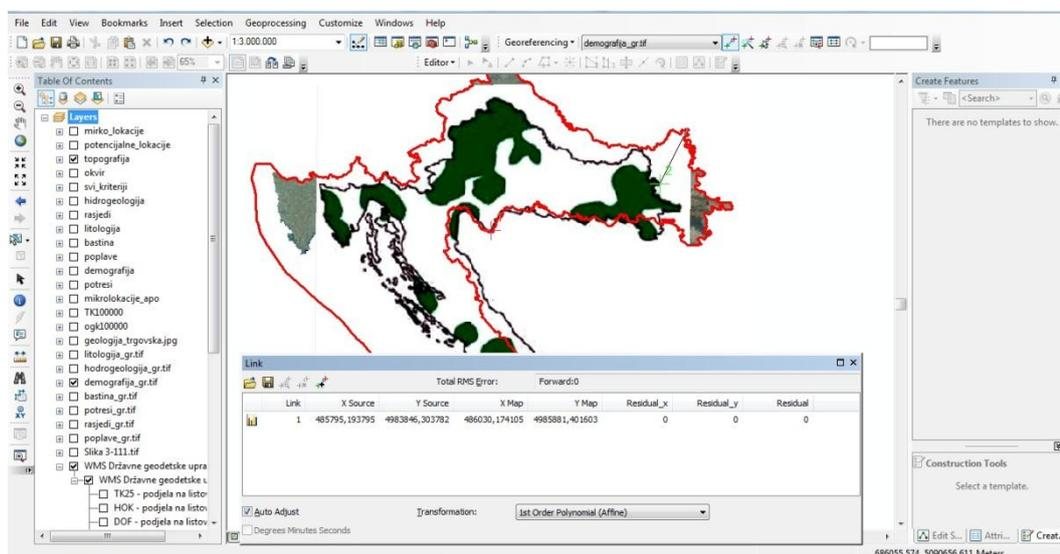 File Edit View Bookmarks Insert Selection Geoprocessing Customize Windows Help
1:3.000.000 Georeferencing demografija_gr.tif
65% Editor
Table Of Contents
Layers
mirko_lokacije
potencijalne_lokacije
topografija
okvir
svi_kriteriji
hidrogeologija
rasjedi
litologija
bastina
poplave
demografija
potresi
mikrolokacije_apo
TK100000
ogk100000
geologija_trgovska.jpg
litologija_gr.tif
hodrogeologija_gr.tif
demografija_gr.tif
bastina_gr.tif
potresi_gr.tif
rasjedi_gr.tif
poplave_gr.tif
Slika 3-111.tif
WMS Državne geodetske upra
WMS Državne geodetske u
TK25 - podjela na listov
HOK - podjela na listov
DOF - podjela na listov
2
Link
Total RMS Error: Forward:0
Link X Source Y Source X Map Y Map Residual_x Residual_y Residual
1 485795,193795 4983846,303782 486030,174105 4985881,401603 0 0 0
Auto Adjust Transformation: 1st Order Polynomial (Affine)
Degrees Minutes Seconds
Create Features
<Search>
There are no templates to show.
Construction Tools
Select a template.
Edit S... Attri... Creat...
686055,574 5090656,611 Meters